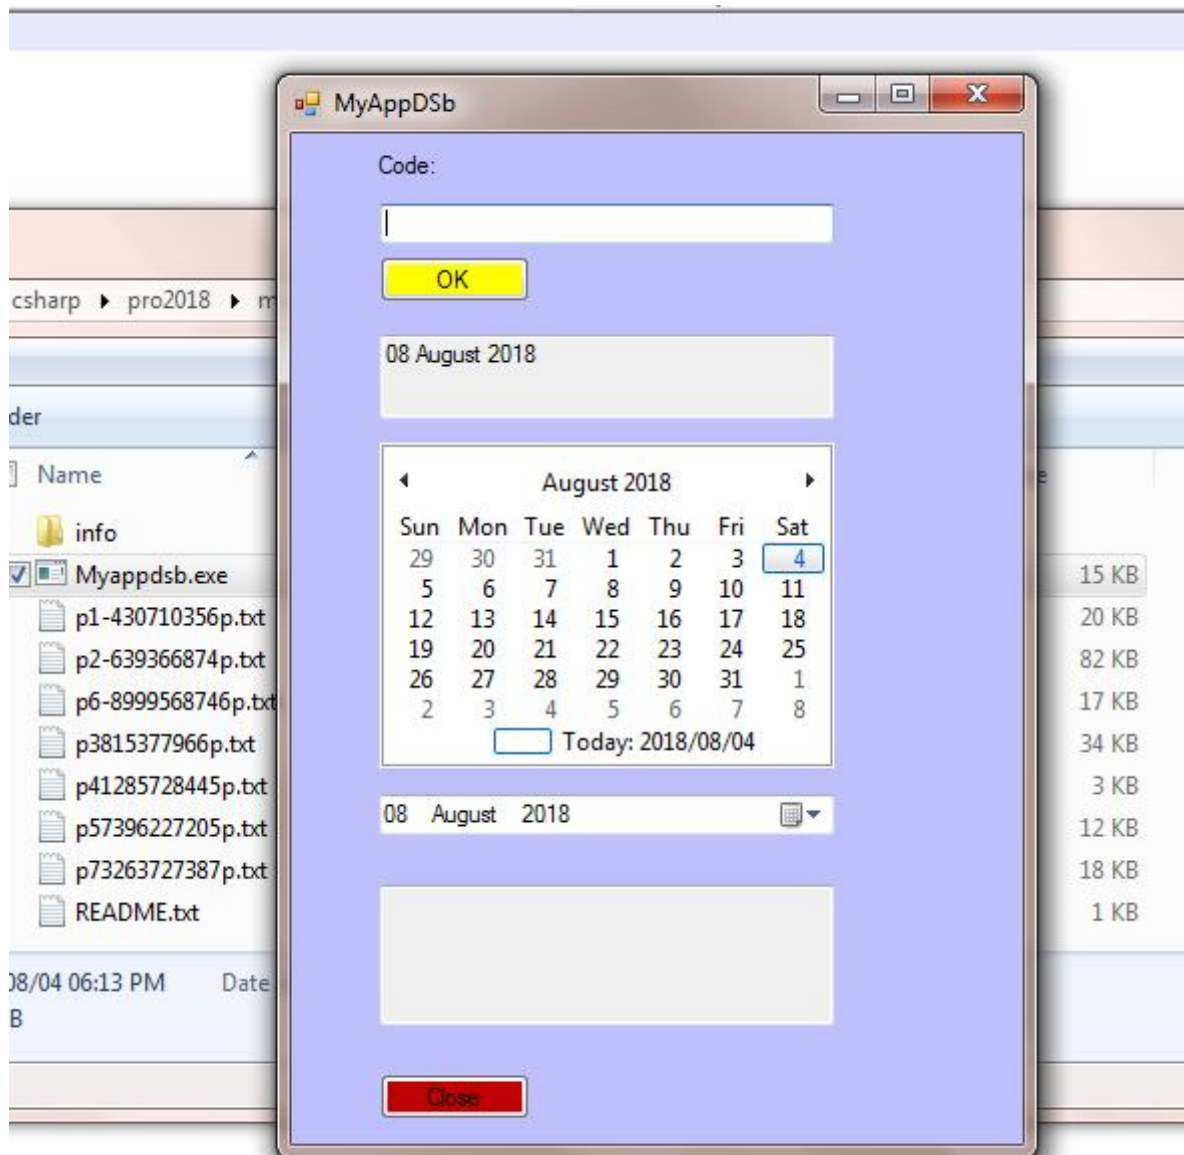 MyAppDSb
Code:
OK
csharp ▸ pro2018 ▸ m
08 August 2018
der
Name
e
info
Myappdsb.exe 15 KB
p1-430710356p.txt 20 KB
p2-639366874p.txt 82 KB
p6-8999568746p.txt 17 KB
p3815377966p.txt 34 KB
p41285728445p.txt 3 KB
p57396227205p.txt 12 KB
p73263727387p.txt 18 KB
README.txt 1 KB
August 2018
Sun Mon Tue Wed Thu Fri Sat
29 30 31 1 2 3 4
5 6 7 8 9 10 11
12 13 14 15 16 17 18
19 20 21 22 23 24 25
26 27 28 29 30 31 1
2 3 4 5 6 7 8
Today: 2018/08/04
08 August 2018
08/04 06:13 PM Date
B
Close